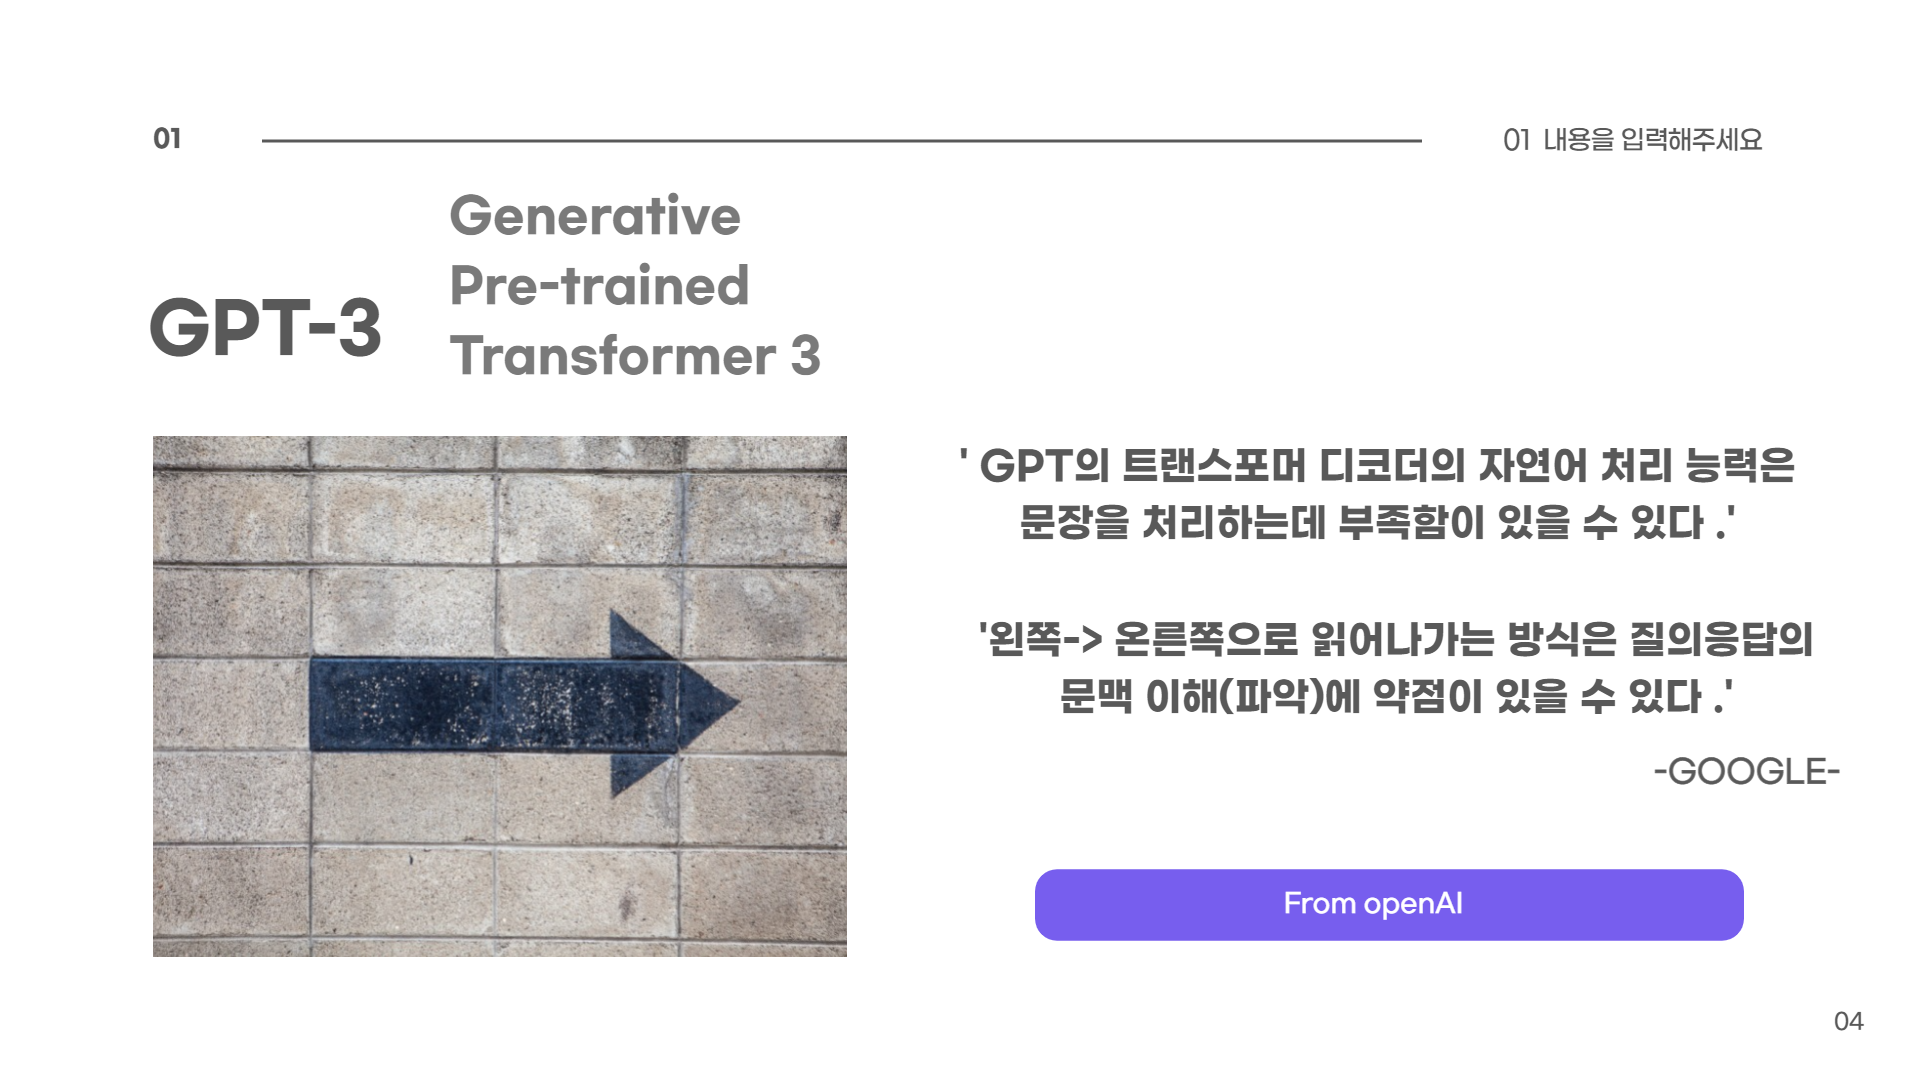 01
01 내용을 입력해주세요
GPT-3
Generative
Pre-trained
Transformer 3
' GPT의 트랜스포머 디코더의 자연어 처리 능력은
문장을 처리하는데 부족함이 있을 수 있다 .'
'왼쪽-> 온른쪽으로 읽어나가는 방식은 질의응답의
문맥 이해(파악)에 약점이 있을 수 있다 .'
-GOOGLE-
From openAI
04